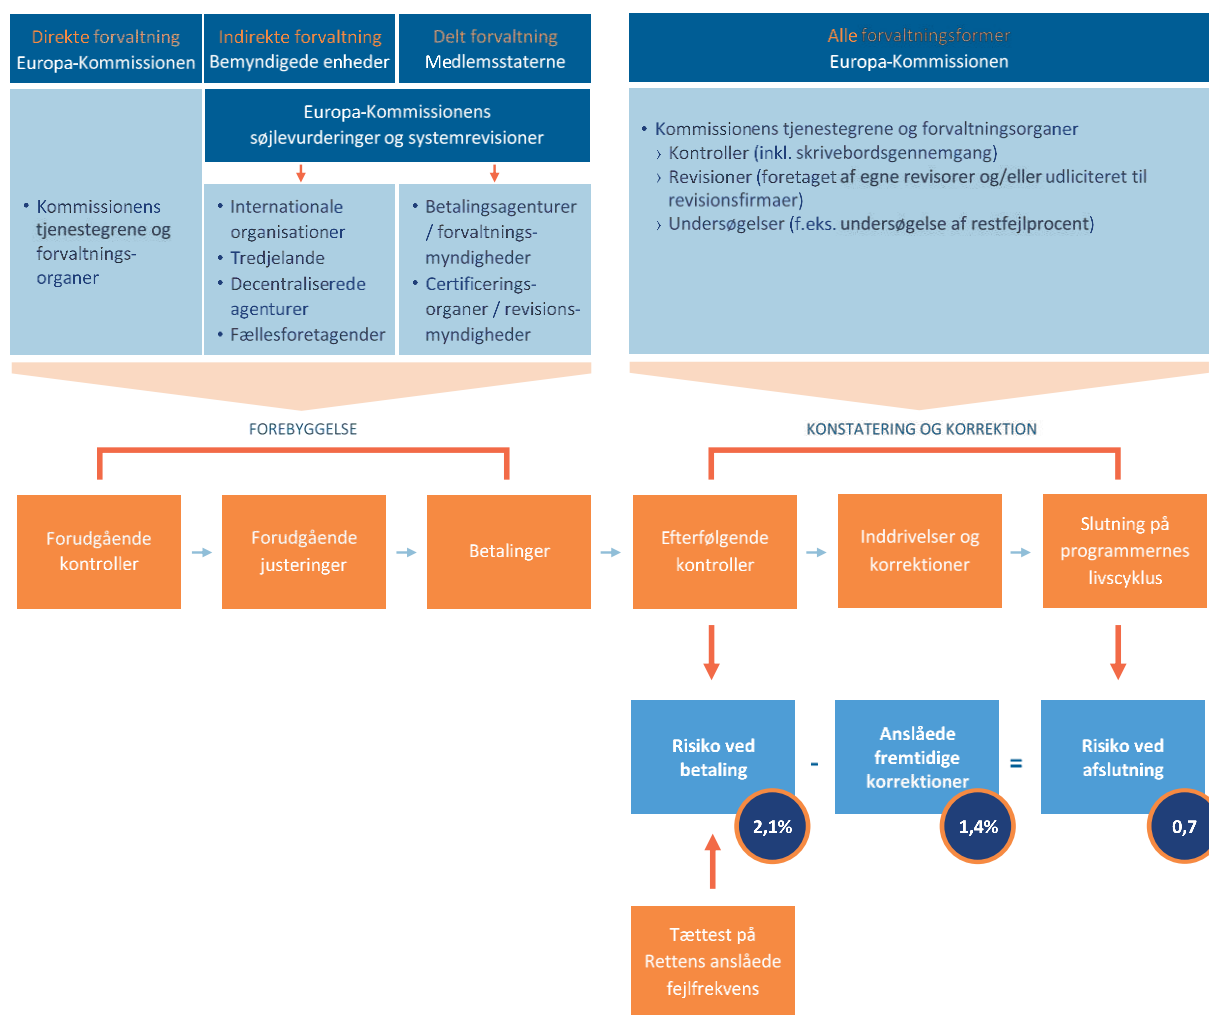 Direkte forvaltning
Europa-Kommissionen
Indirekte forvaltning
Bemyndigede enheder
Delt forvaltning
Medlemsstaterne
Europa-Kommissionens
søjlevurderinger og systemrevisioner
• Kommissionens
tjenestegrene og
forvaltnings-
organer
• Internationale
organisationer
• Tredjelande
• Decentraliserede
agenturer
• Fællesforetagender
• Betalingsagenturer
/ forvaltnings-
myndigheder
• Certificerings-
organer / revisions-
myndigheder
Alle forvaltningsformer
Europa-Kommissionen
• Kommissionens tjenestegrene og forvaltningsorganer
› Kontroller (inkl. skrivebordsgennemgang)
› Revisioner (foretaget af egne revisorer og/eller udliciteret til
revisionsfirmaer)
› Undersøgelser (f.eks. undersøgelse af restfejlprocent)
FOREBYGGELSE
KONSTATERING OG KORREKTION
Forudgående
kontroller
Forudgående
justeringer
Betalinger
Efterfølgende
kontroller
Inddrivelser og
korrektioner
Slutning på
programmernes
livscyklus
Risiko ved
betaling
2,1%
-
Anslåede
fremtidige
korrektioner
1,4%
=
Risiko ved
afslutning
0,7
Tættest på
Rettens anslåede
fejlfrekvens